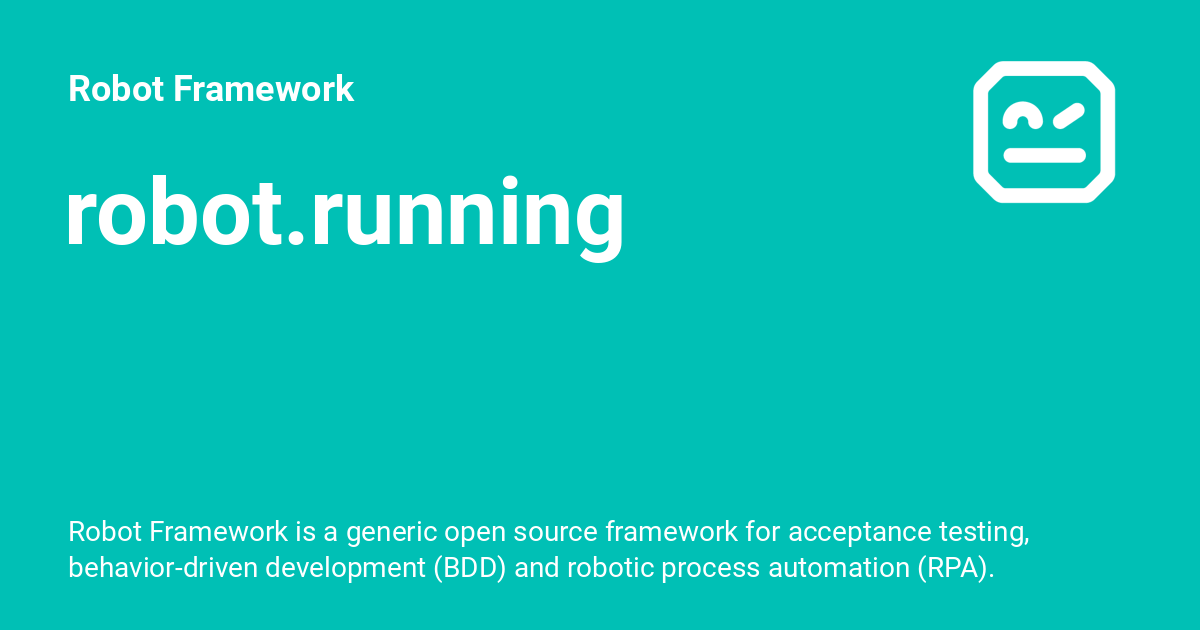 Robot Framework
robot.running
Robot Framework is a generic open source framework for acceptance testing,
behavior-driven development (BDD) and robotic process automation (RPA).